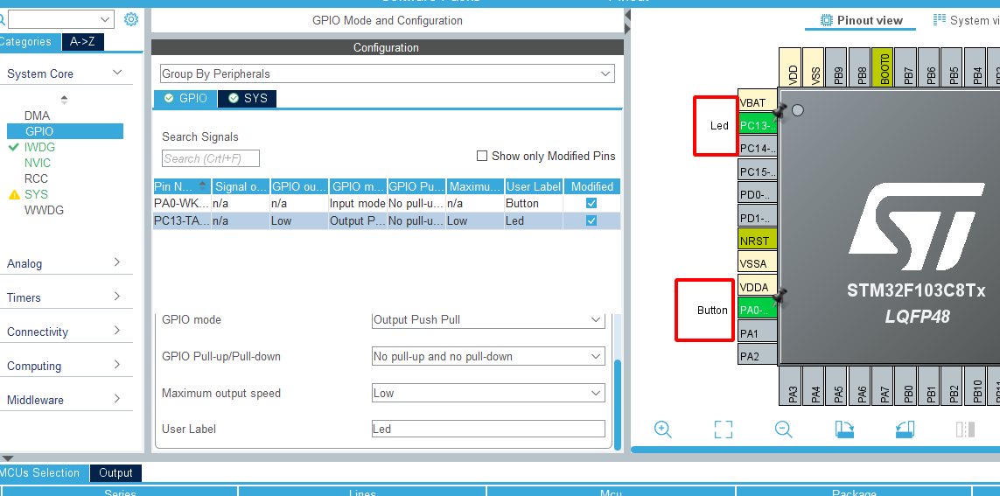 GPIO Mode and Configuration
Pinout view
System vi
Categories
A->Z
Configuration
System Core
Group By Peripherals
GPIO
SYS
DMA
GPIO
IWDG
NVIC
RCC
SYS
WWDG
Search Signals
Search (Crtl+F)
Show only Modified Pins
Pin N...
Signal o...
GPIO ou...
GPIO m...
GPIO Pu...
Maximu...
User Label
Modified
PA0-WK...
n/a
n/a
Input mode
No pull-u...
n/a
Button
PC13-TA...
n/a
Low
Output P...
No pull-u...
Low
Led
Analog
Timers
Connectivity
Computing
Middleware
GPIO mode
Output Push Pull
GPIO Pull-up/Pull-down
No pull-up and no pull-down
Maximum output speed
Low
User Label
Led
VDD
VSS
PB9
PB8
BOOT0
PB7
PB6
PB5
PB4
Led
VBAT
PC13-..
PC14-..
PC15-..
PD0-..
PD1-..
NRST
VSSA
VDDA
Button
PA0-..
PA1
PA2
ST
STM32F103C8Tx
LQFP48
PA3
PA4
PA5
PA6
PA7
PB0
PB1
PB2
PB10
MCUs Selection
Output
Series
Lines
Mcu
Package